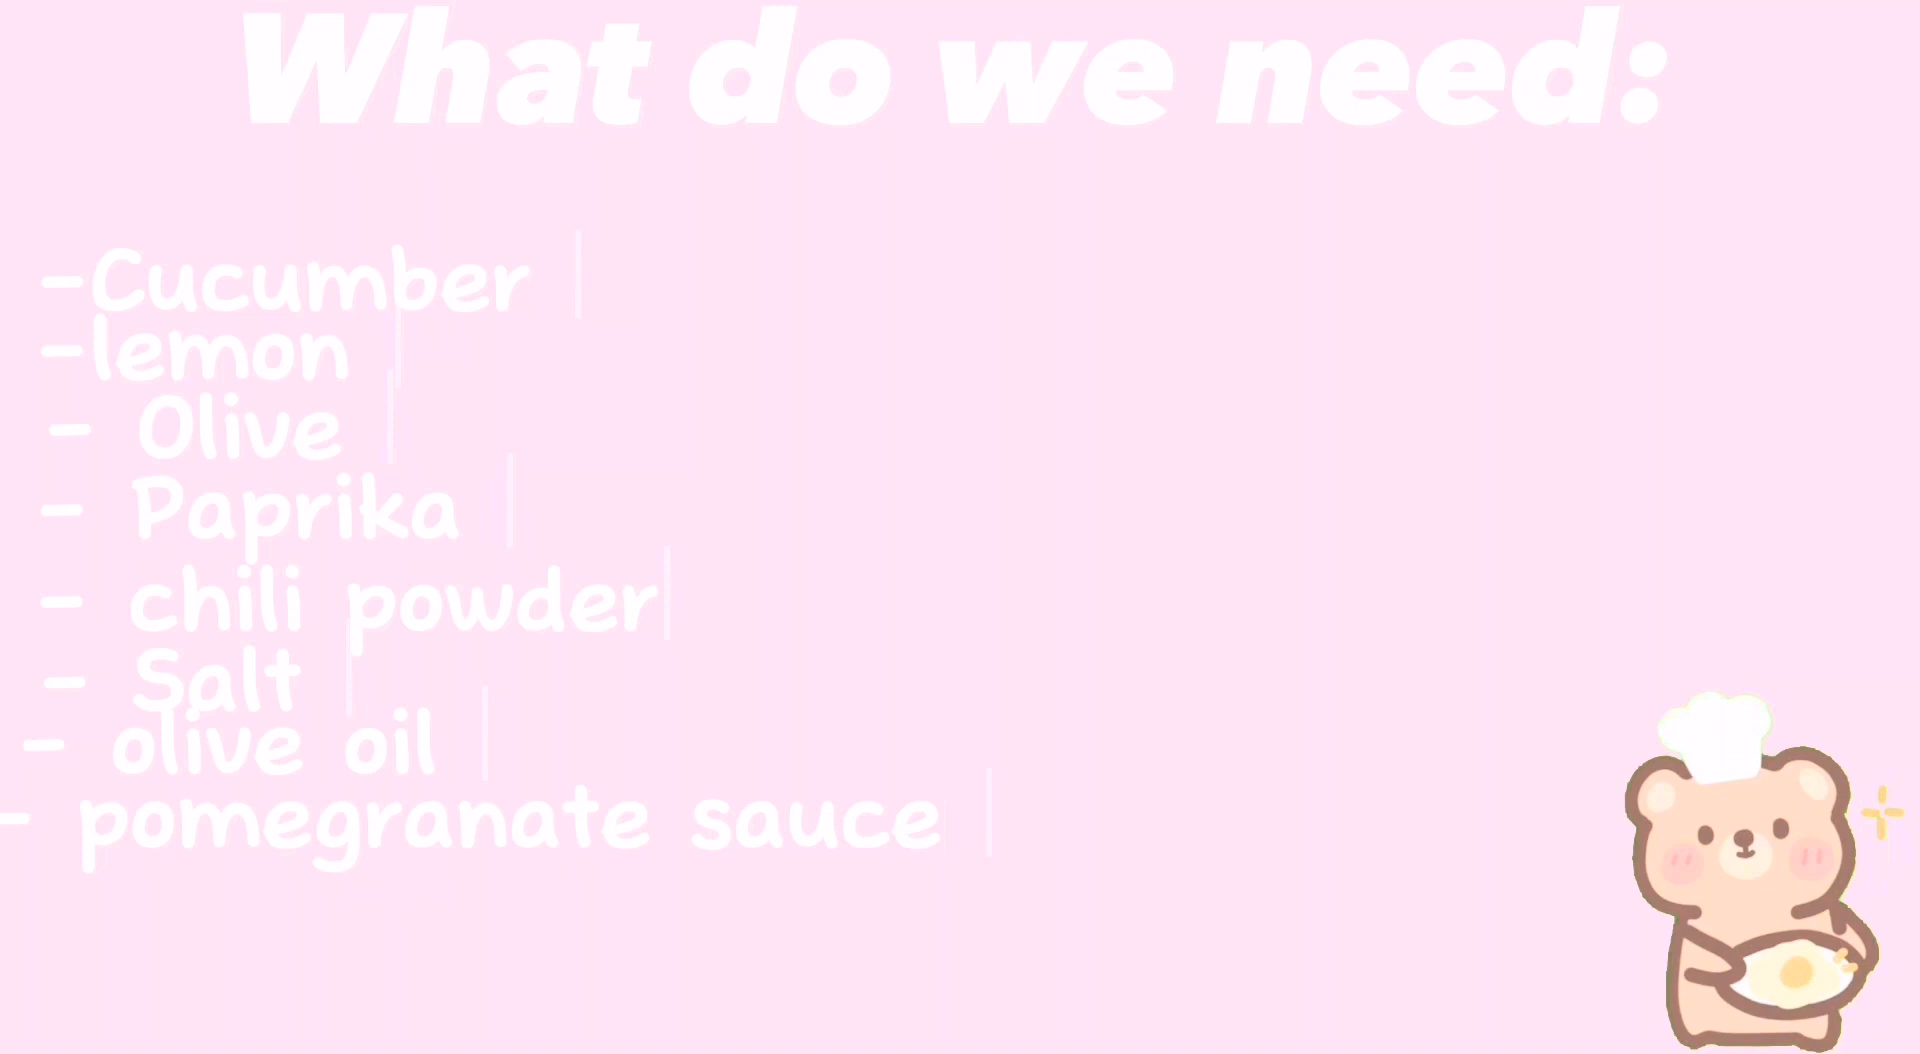 What do we need:
-Cucumber
-lemon
- Olive
- Paprika
- chili powder
- Salt
- olive oil
- pomegranate sauce